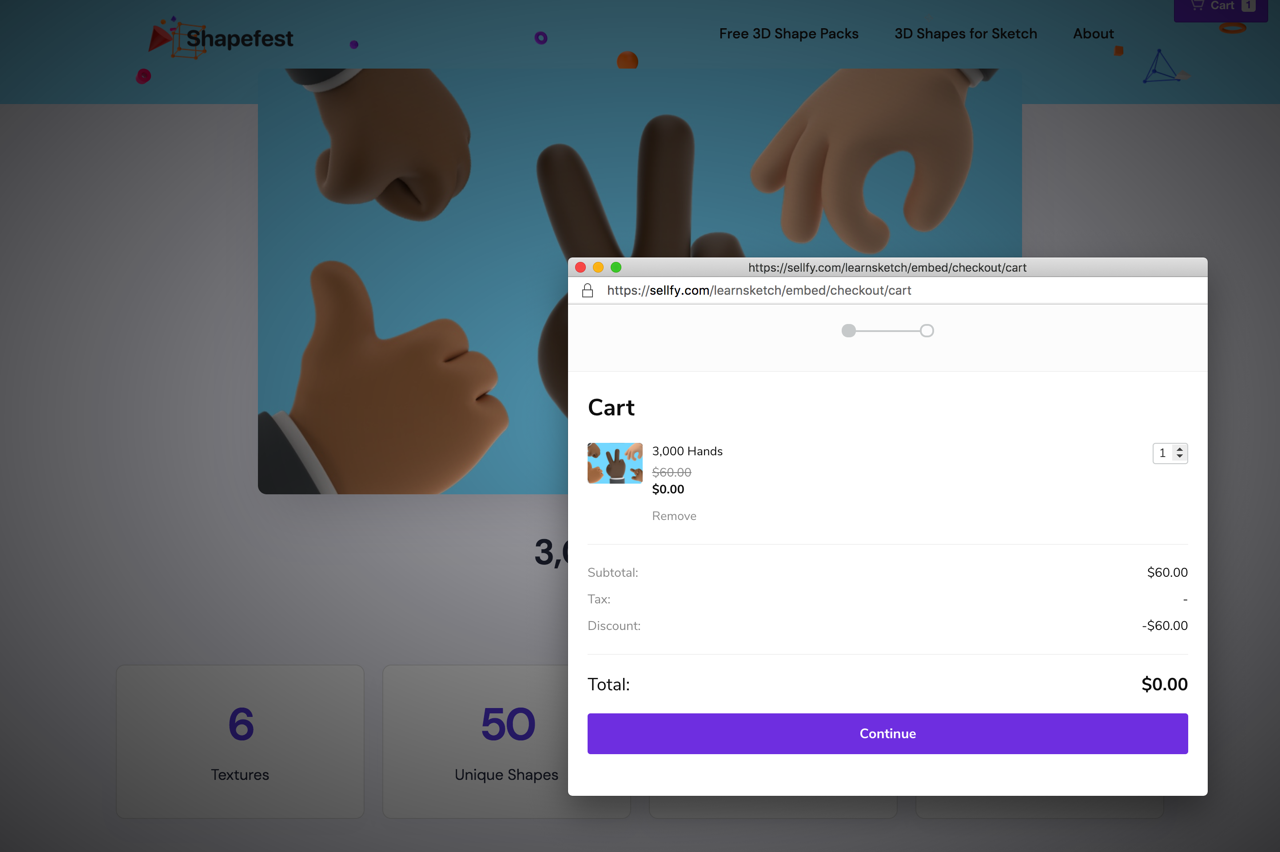 Cart 1
Shapefest
Free 3D Shape Packs 3D Shapes for Sketch About
https://sellfy.com/learnsketch/embed/checkout/cart
https://sellfy.com/learnsketch/embed/checkout/cart
Cart
3,000 Hands
1
$60.00
$0.00
Remove
Subtotal: $60.00
Tax: -
Discount: -$60.00
Total: $0.00
Continue
6
Textures
50
Unique Shapes